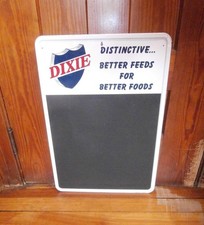 DIXIE
DISTINCTIVE...
BETTER FEEDS
FOR
BETTER FOODS